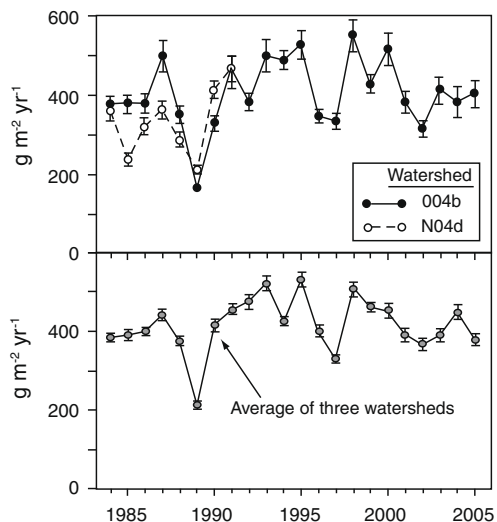 600
400
200
0
g m-2 yr-1
Watershed
004b
N04d
400
200
0
g m-2 yr-1
Average of three watersheds
1985 1990 1995 2000 2005